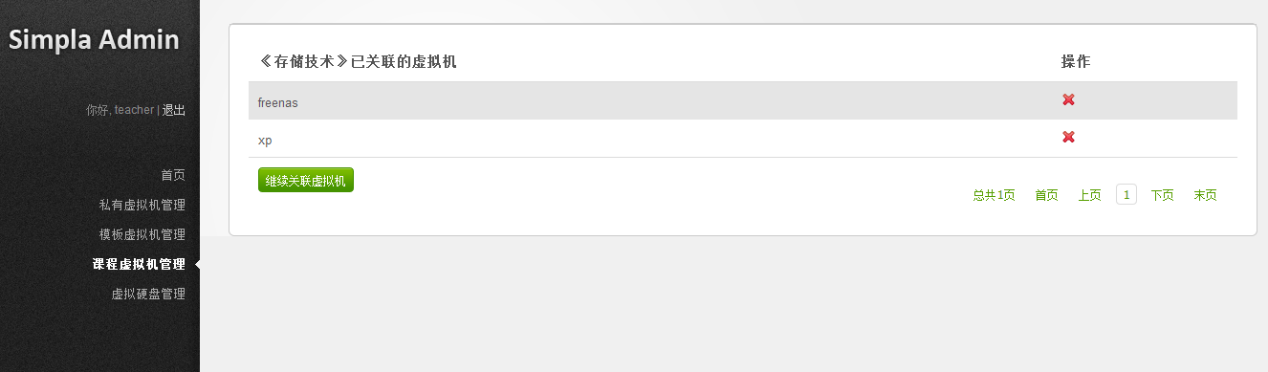 Simpla Admin
你好, teacher | 退出
首页
私有虚拟机管理
模板虚拟机管理
课程虚拟机管理
虚拟硬盘管理
《存储技术》已关联的虚拟机 操作
freenas
xp
继续关联虚拟机
总共1页 首页 上页 1 下页 末页